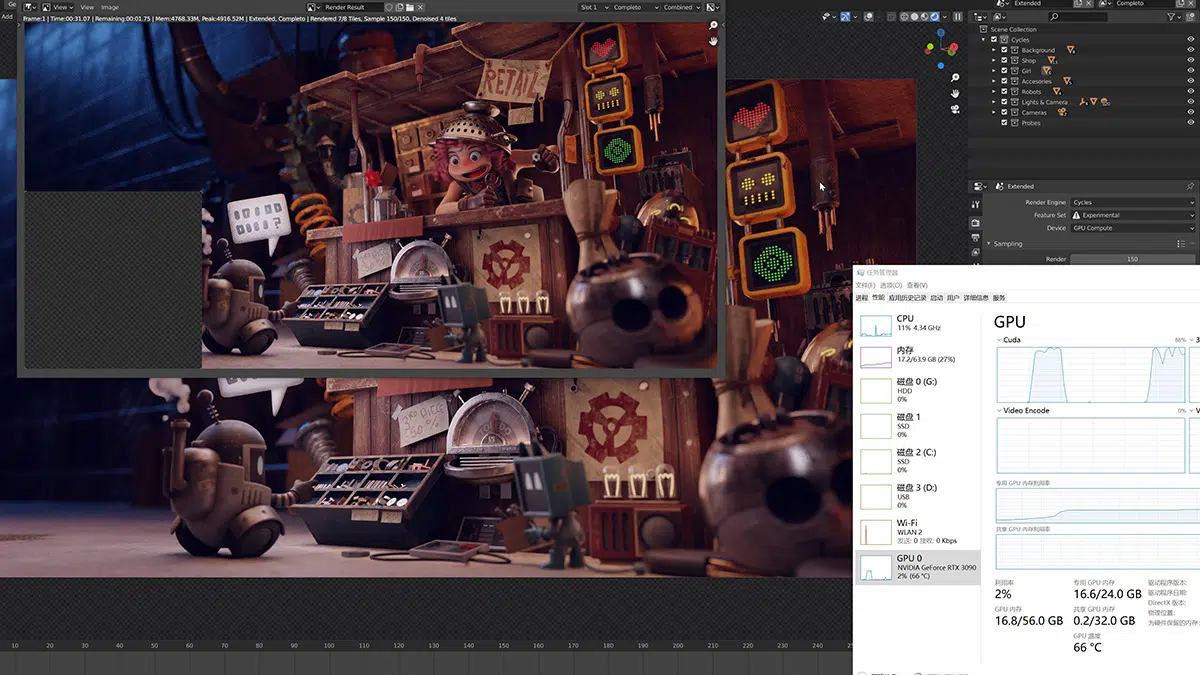 View
View
Image
Render Result
Slot 1
Completo
Combined
Frame:1 | Time:00:31.07 | Remaining:00:01.75 | Mem:4768.33M, Peak:4916.52M | Extended, Completo | Rendered 7/8 Tiles, Sample 150/150, Denoised 4 tiles
Add
RETAIL
Extended
Completo
Scene Collection
Cycles
Background
Shop
Girl
Accesories
Robots
Lights & Camera
Cameras
Probes
Extended
Render Engine
Cycles
Feature Set
Experimental
Device
GPU Compute
Sampling
Render
150
任务管理器
文件(F) 选项(O) 查看(V)
进程 性能 应用历史记录 启动 用户 详细信息 服务
CPU
11% 4.34 GHz
内存
17.2/63.9 GB (27%)
磁盘 0 (G:)
HDD
0%
磁盘 1
SSD
0%
磁盘 2 (C:)
SSD
0%
磁盘 3 (D:)
USB
0%
Wi-Fi
WLAN 2
发送: 0 接收: 0 Kbps
GPU 0
NVIDIA GeForce RTX 3090
2% (66 °C)
GPU
Cuda
88%
3
Video Encode
0%
V
专用 GPU 内存利用率
共享 GPU 内存利用率
利用率
2%
专用 GPU 内存
16.6/24.0 GB
GPU 内存
16.8/56.0 GB
共享 GPU 内存
0.2/32.0 GB
GPU 温度
66 °C
驱动程序版本:
驱动程序日期:
DirectX 版本:
物理位置:
为硬件保留的内存:
10 20 30 40 50 60 70 80 90 100 110 120 130 140 150 160 170 180 190 200 210 220 230 240